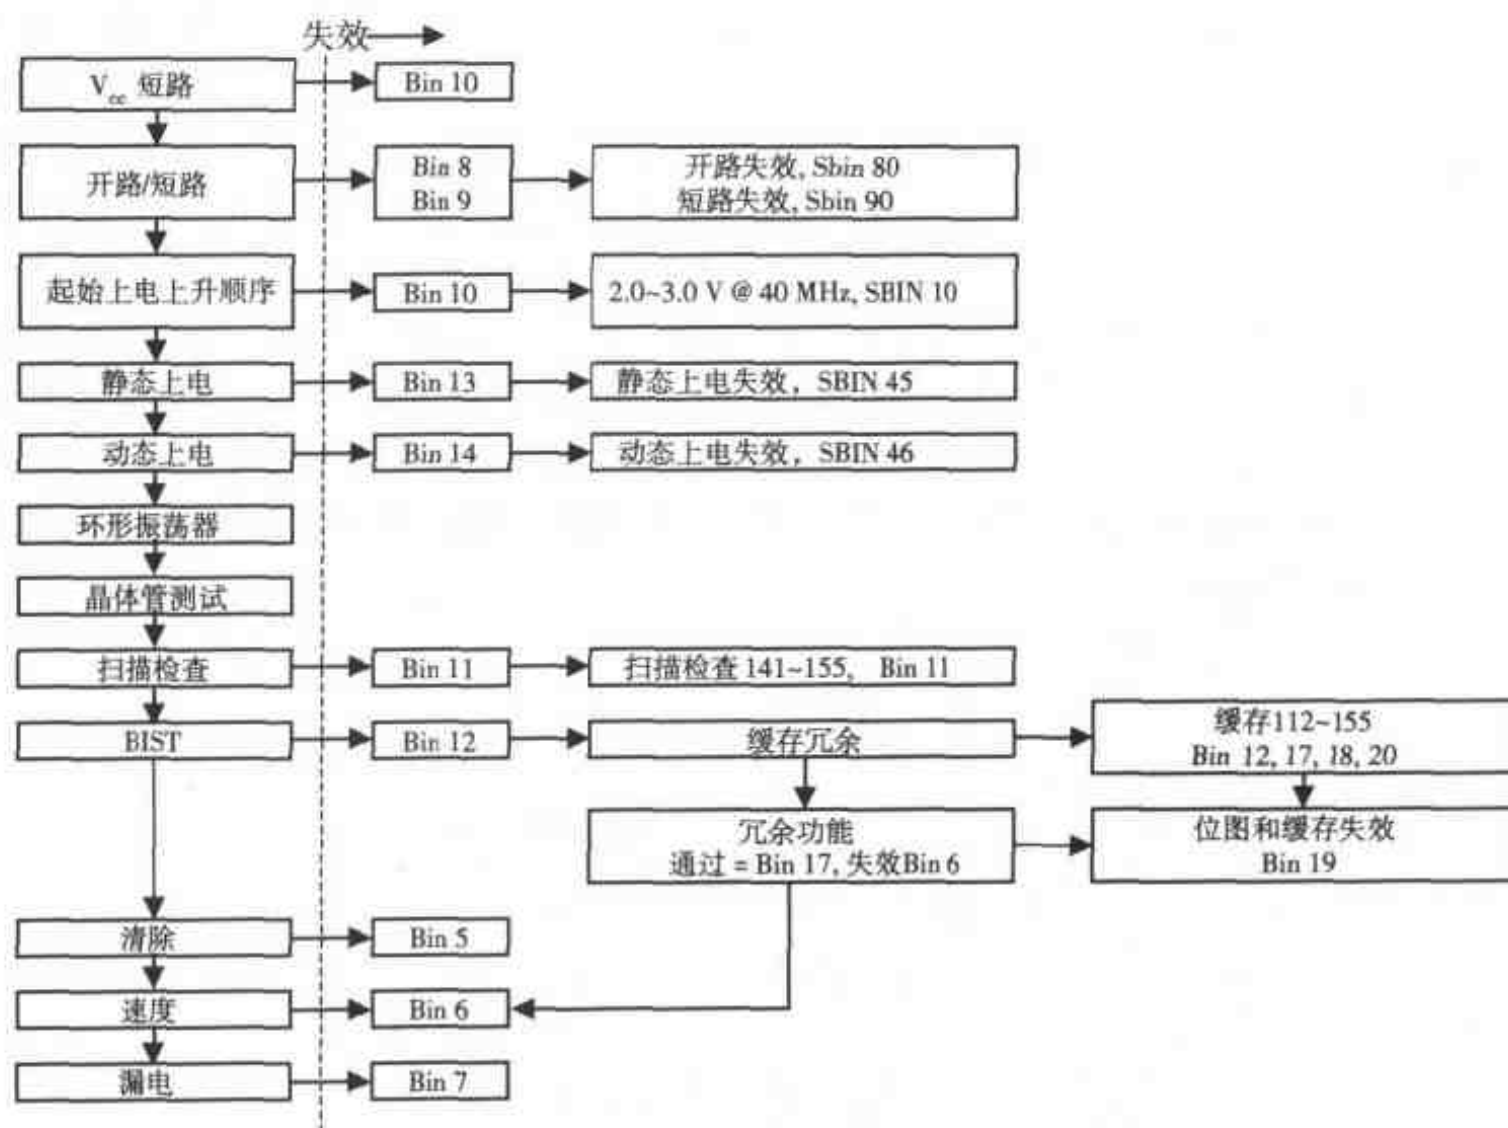 失效
V_cc 短路
Bin 10
开路/短路
Bin 8
Bin 9
开路失效, Sbin 80
短路失效, Sbin 90
起始上电上升顺序
Bin 10
2.0~3.0 V @ 40 MHz, SBIN 10
静态上电
Bin 13
静态上电失效, SBIN 45
动态上电
Bin 14
动态上电失效, SBIN 46
环形振荡器
晶体管测试
扫描检查
Bin 11
扫描检查 141~155, Bin 11
BIST
Bin 12
缓存冗余
缓存112~155
Bin 12, 17, 18, 20
冗余功能
通过 = Bin 17, 失效Bin 6
位图和缓存失效
Bin 19
清除
Bin 5
速度
Bin 6
漏电
Bin 7